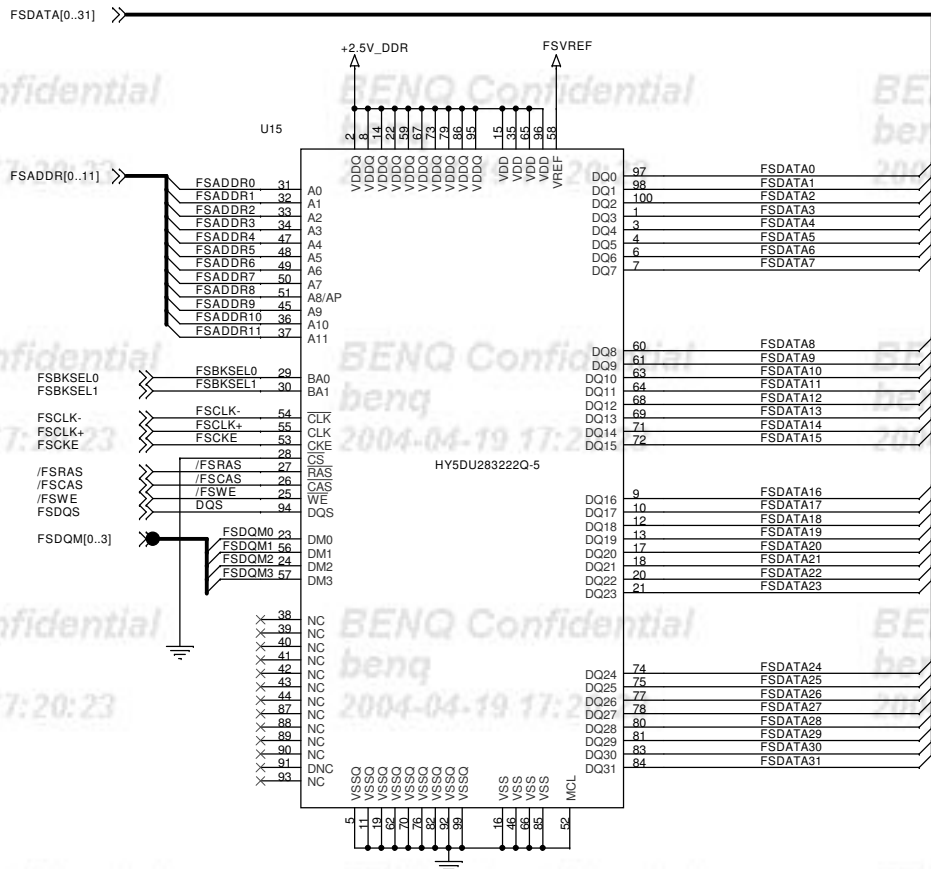 FSDATA[0..31]
+2.5V_DDR
FSVREF
U15
2 8 14 22 59 67 73 79 86 95 15 35 65 96 58
VDDQ VDDQ VDDQ VDDQ VDDQ VDDQ VDDQ VDDQ VDDQ VDDQ VDD VDD VDD VDD VREF
FSADDR[0..11]
FSADDR0 31 A0
FSADDR1 32 A1
FSADDR2 33 A2
FSADDR3 34 A3
FSADDR4 47 A4
FSADDR5 48 A5
FSADDR6 49 A6
FSADDR7 50 A7
FSADDR8 51 A8/AP
FSADDR9 45 A9
FSADDR10 36 A10
FSADDR11 37 A11
FSBKSEL0 FSBKSEL0 29 BA0
FSBKSEL1 FSBKSEL1 30 BA1
FSCLK- FSCLK- 54 CLK
FSCLK+ FSCLK+ 55 CLK
FSCKE FSCKE 53 CKE
28 CS
/FSRAS /FSRAS 27 RAS
/FSCAS /FSCAS 26 CAS
/FSWE /FSWE 25 WE
FSDQS DQS 94 DQS
FSDQM[0..3]
FSDQM0 23 DM0
FSDQM1 56 DM1
FSDQM2 24 DM2
FSDQM3 57 DM3
38 NC
39 NC
40 NC
41 NC
42 NC
43 NC
44 NC
87 NC
88 NC
89 NC
90 NC
91 DNC
93 NC
HY5DU283222Q-5
DQ0 97 FSDATA0
DQ1 98 FSDATA1
DQ2 100 FSDATA2
DQ3 1 FSDATA3
DQ4 3 FSDATA4
DQ5 4 FSDATA5
DQ6 6 FSDATA6
DQ7 7 FSDATA7
DQ8 60 FSDATA8
DQ9 61 FSDATA9
DQ10 63 FSDATA10
DQ11 64 FSDATA11
DQ12 68 FSDATA12
DQ13 69 FSDATA13
DQ14 71 FSDATA14
DQ15 72 FSDATA15
DQ16 9 FSDATA16
DQ17 10 FSDATA17
DQ18 12 FSDATA18
DQ19 13 FSDATA19
DQ20 17 FSDATA20
DQ21 18 FSDATA21
DQ22 20 FSDATA22
DQ23 21 FSDATA23
DQ24 74 FSDATA24
DQ25 75 FSDATA25
DQ26 77 FSDATA26
DQ27 78 FSDATA27
DQ28 80 FSDATA28
DQ29 81 FSDATA29
DQ30 83 FSDATA30
DQ31 84 FSDATA31
VSSQ VSSQ VSSQ VSSQ VSSQ VSSQ VSSQ VSSQ VSSQ VSS VSS VSS VSS MCL
5 11 19 62 70 76 82 92 99 16 46 66 85 52
BENQ Confidential
benq
BENQ Confidential
benq
2004-04-19 17:20:23
BENQ Confidential
benq
2004-04-19 17:20:23